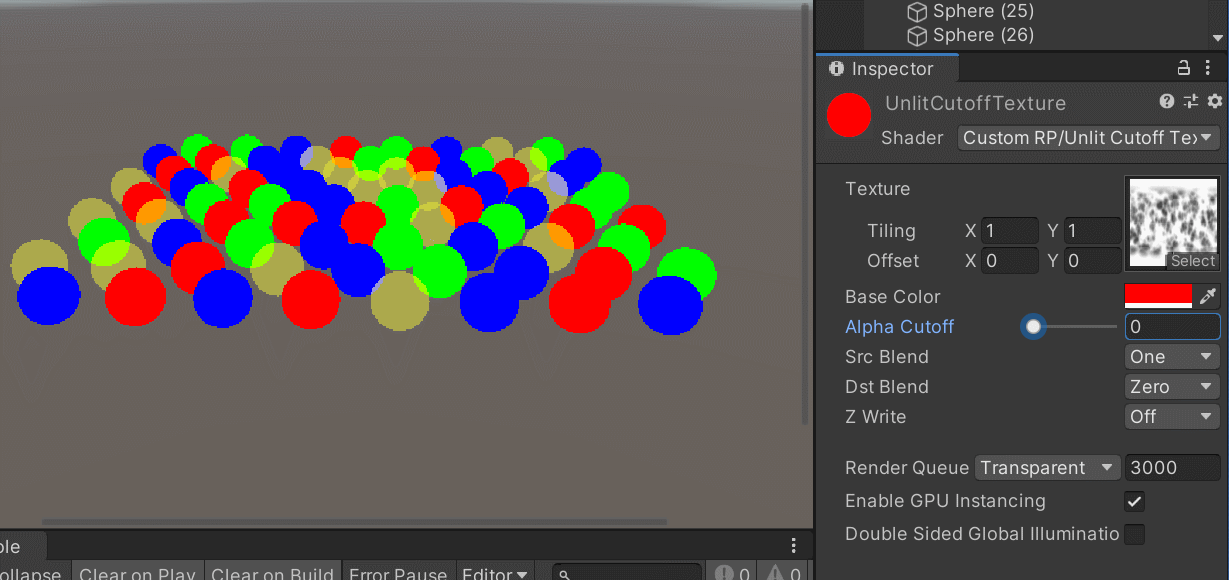 Sphere (25)
Sphere (26)
Inspector
UnlitCutoffTexture
Shader Custom RP/Unlit Cutoff Te
Texture
Tiling X 1 Y 1
Offset X 0 Y 0
Select
Base Color
Alpha Cutoff 0
Src Blend One
Dst Blend Zero
Z Write Off
Render Queue Transparent 3000
Enable GPU Instancing
Double Sided Global Illuminatio
ole
ollapse Clear on Play Clear on Build Error Pause Editor 0 0